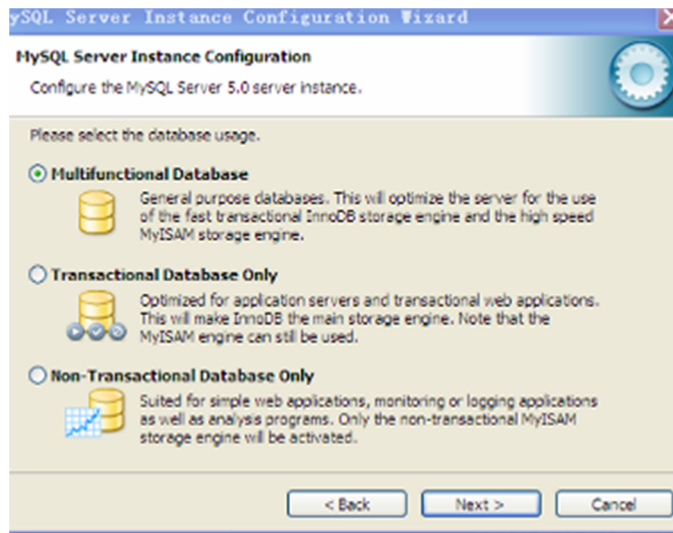 ySQL Server Instance Configuration Wizard
MySQL Server Instance Configuration
Configure the MySQL Server 5.0 server instance.
Please select the database usage.
Multifunctional Database
General purpose databases. This will optimize the server for the use
of the fast transactional InnoDB storage engine and the high speed
MyISAM storage engine.
Transactional Database Only
Optimized for application servers and transactional web applications.
This will make InnoDB the main storage engine. Note that the
MyISAM engine can still be used.
Non-Transactional Database Only
Suited for simple web applications, monitoring or logging applications
as well as analysis programs. Only the non-transactional MyISAM
storage engine will be activated.
< Back Next > Cancel